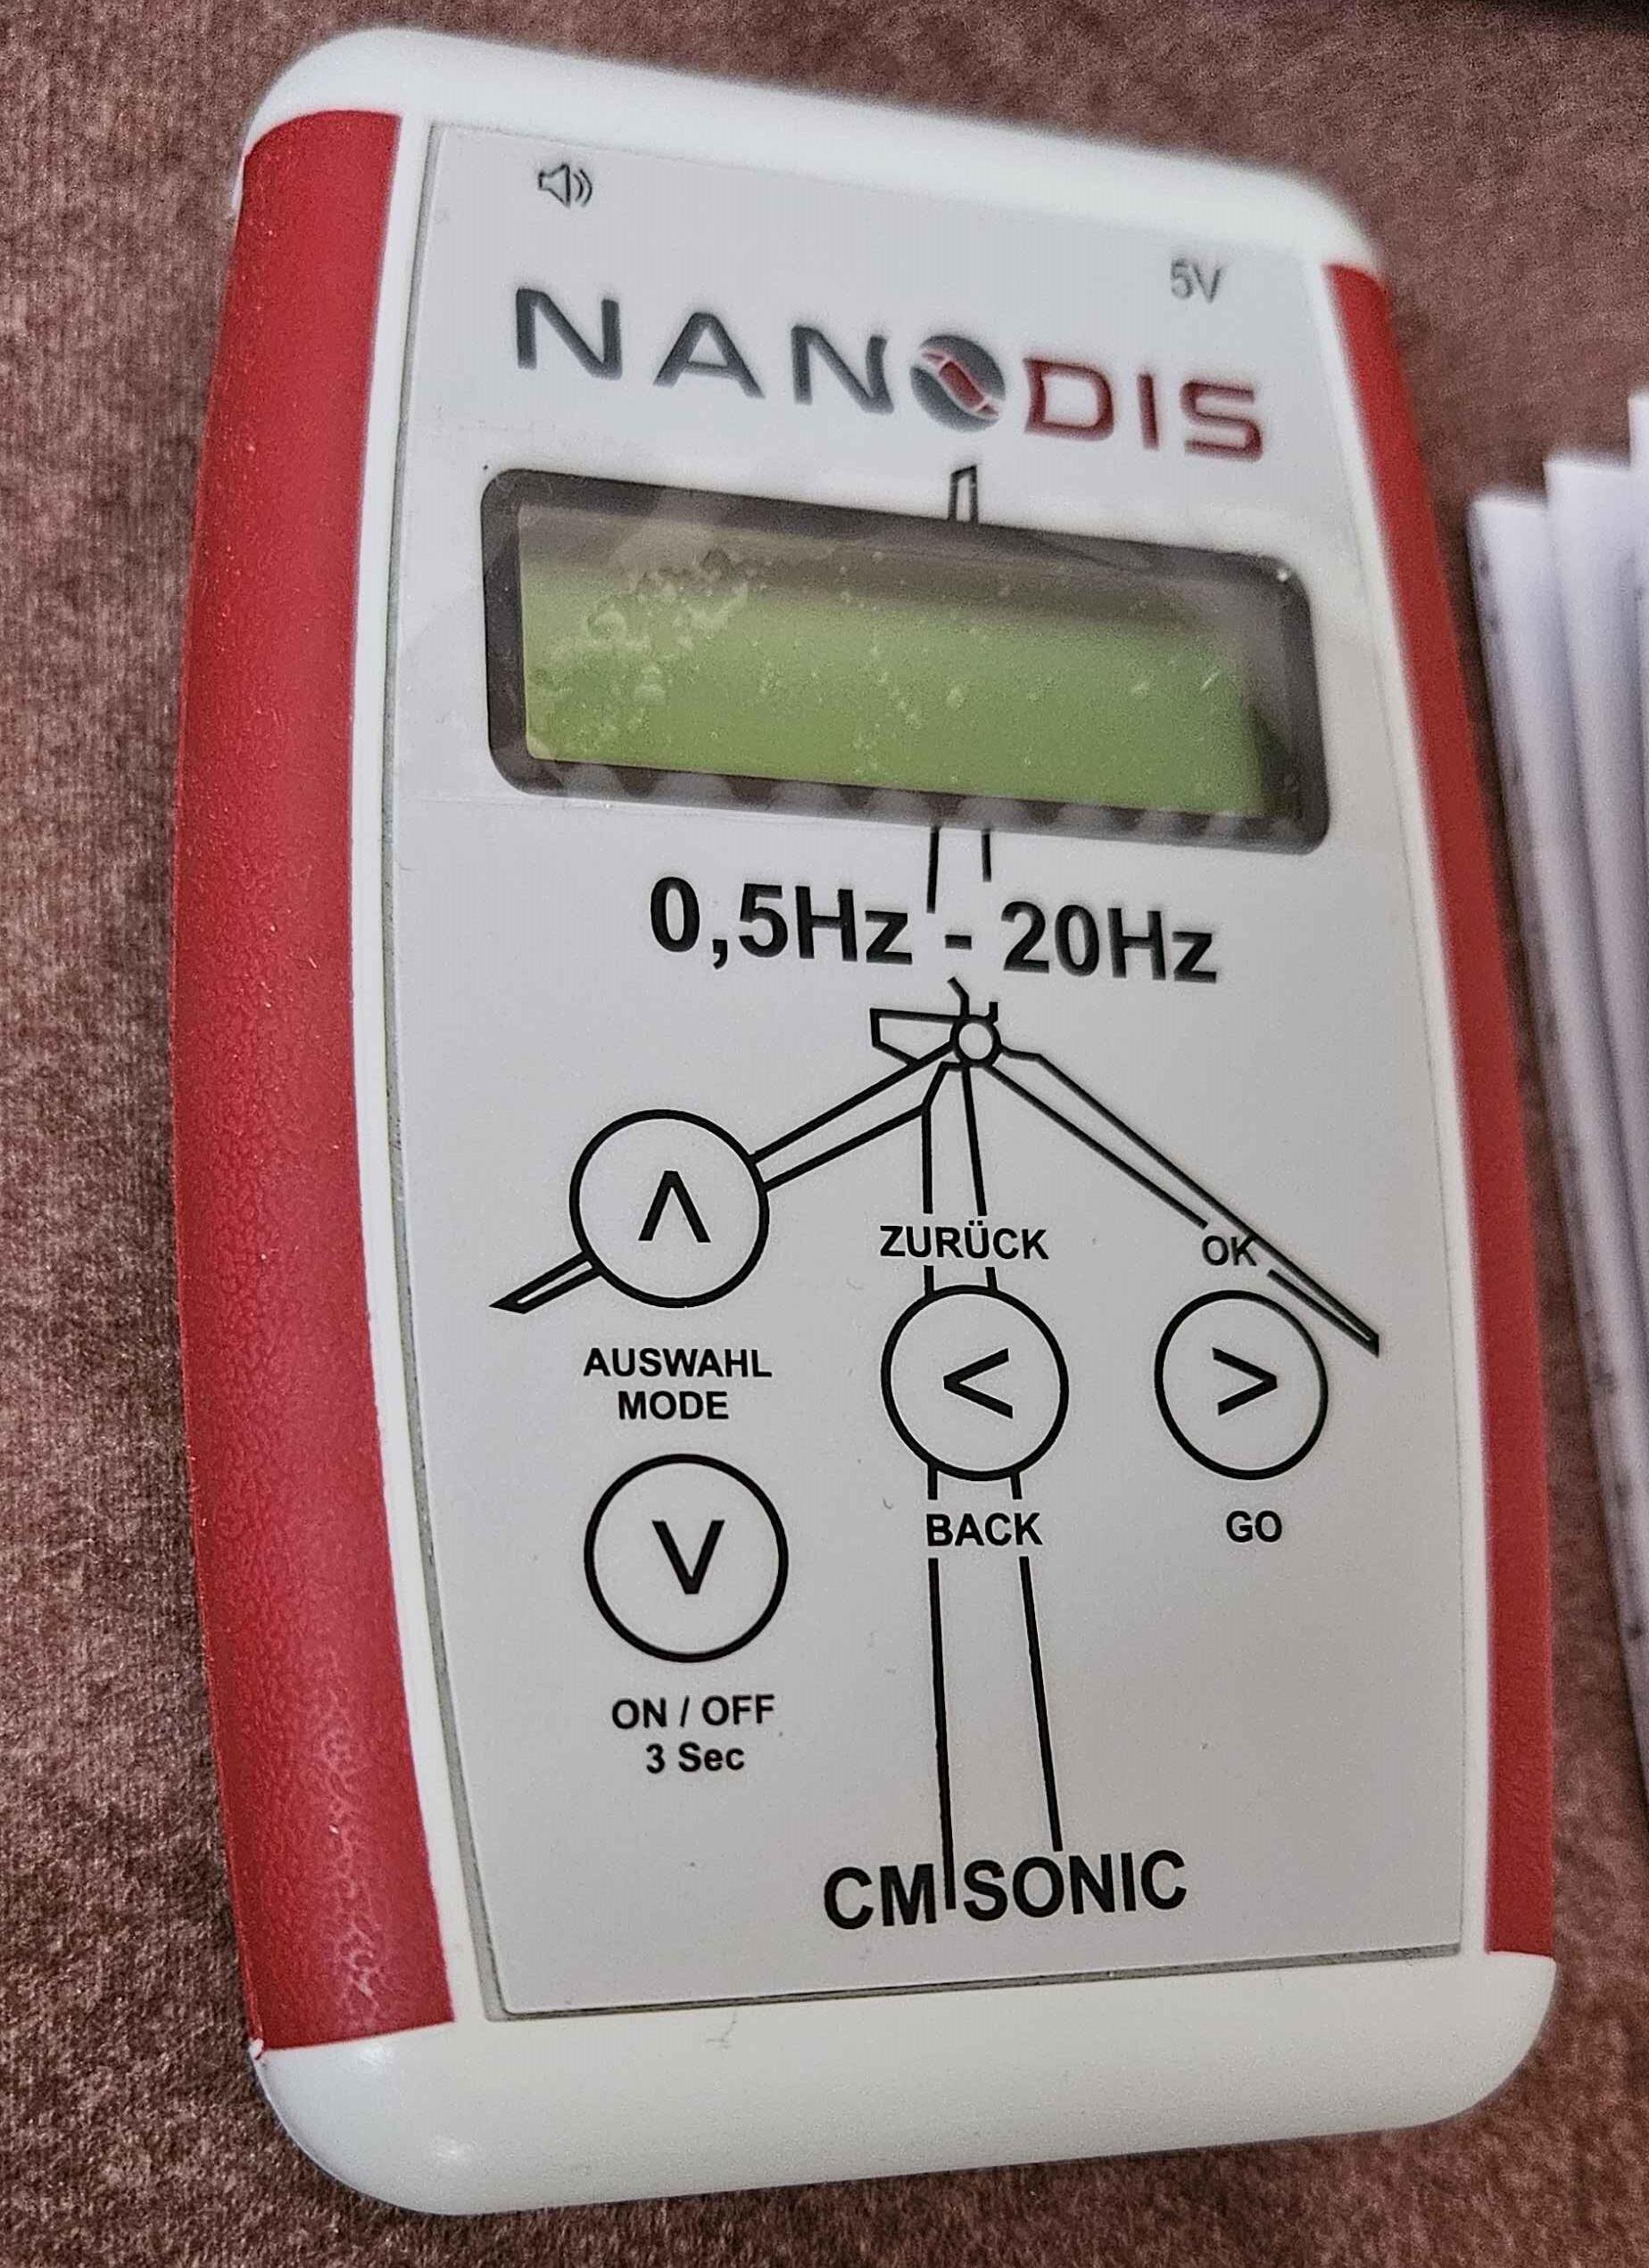 5V
NANODIS
0,5Hz - 20Hz
ZURÜCK
OK
AUSWAHL
MODE
BACK
GO
ON / OFF
3 Sec
CM SONIC